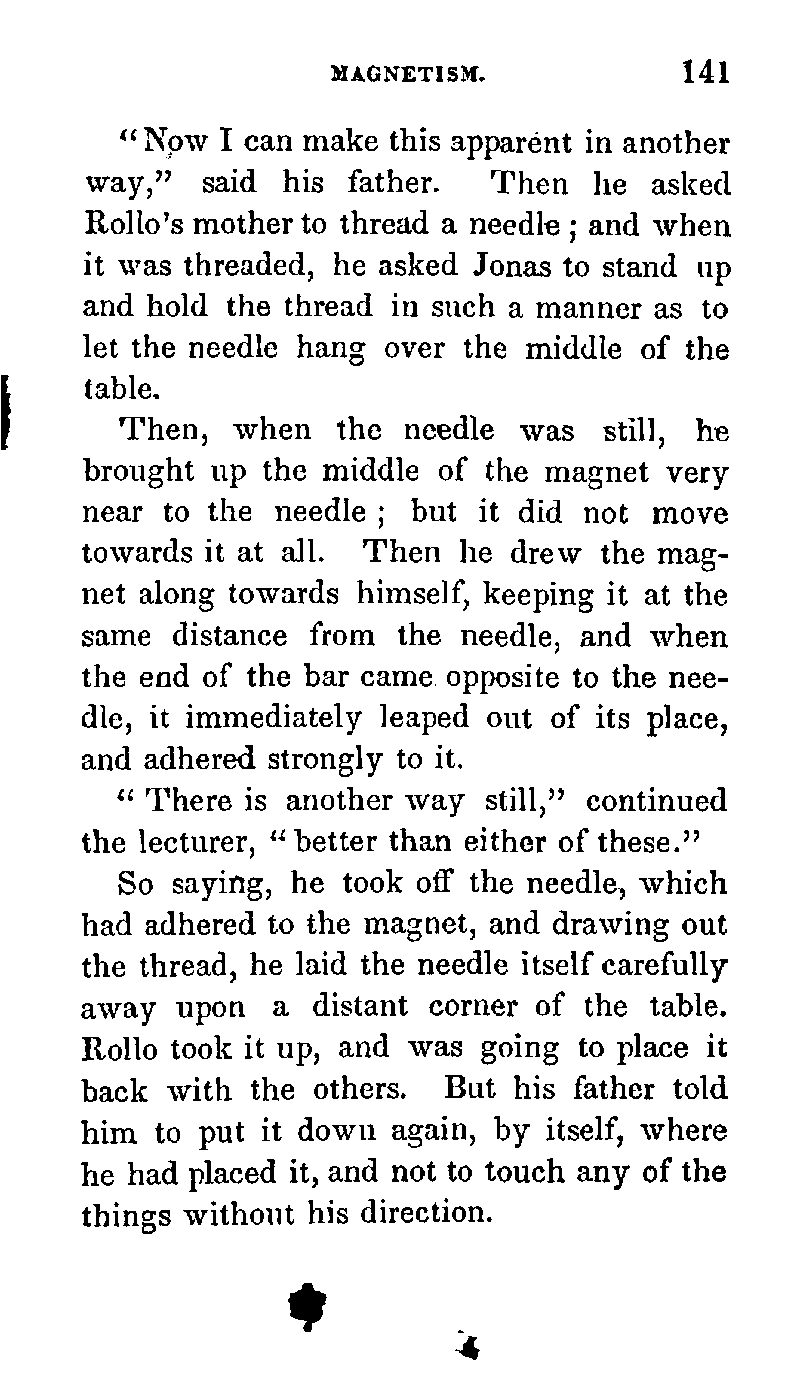 MAGNETISM. 141
“Now I can make this apparent in another
way,” said his father. Then he asked
Rollo’s mother to thread a needle ; and when
it was threaded, he asked Jonas to stand up
and hold the thread in such a manner as to
let the needle hang over the middle of the
table.
Then, when the needle was still, he
brought up the middle of the magnet very
near to the needle ; but it did not move
towards it at all. Then he drew the mag-
net along towards himself, keeping it at the
same distance from the needle, and when
the end of the bar came opposite to the nee-
dle, it immediately leaped out of its place,
and adhered strongly to it.
“ There is another way still,” continued
the lecturer, “ better than either of these.”
So saying, he took off the needle, which
had adhered to the magnet, and drawing out
the thread, he laid the needle itself carefully
away upon a distant corner of the table.
Rollo took it up, and was going to place it
back with the others. But his father told
him to put it down again, by itself, where
he had placed it, and not to touch any of the
things without his direction.